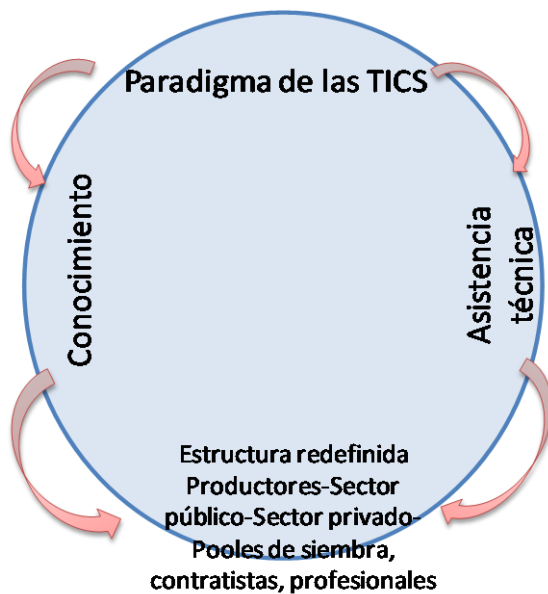 Paradigma de las TICS
Conocimiento
Asistencia
técnica
Estructura redefinida
Productores-Sector
público-Sector privado-
Pooles de siembra,
contratistas, profesionales